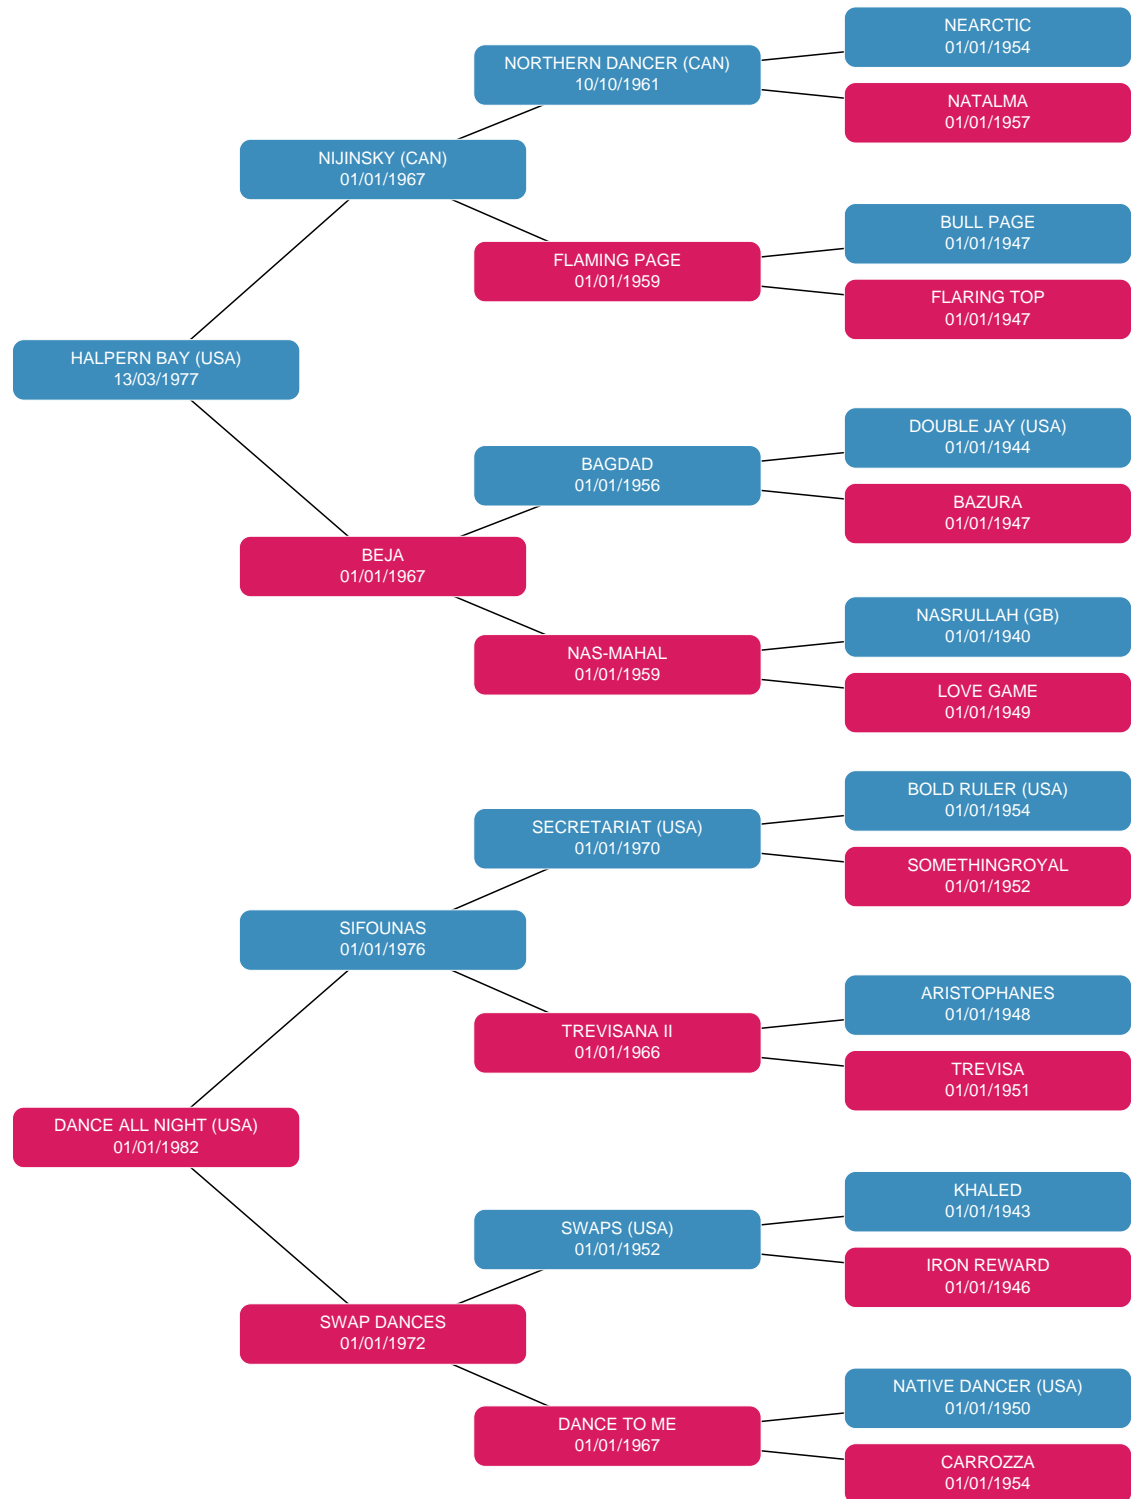 NEARCTIC
01/01/1954
NORTHERN DANCER (CAN)
10/10/1961
NATALMA
01/01/1957
NIJINSKY (CAN)
01/01/1967
BULL PAGE
01/01/1947
FLAMING PAGE
01/01/1959
FLARING TOP
01/01/1947
HALPERN BAY (USA)
13/03/1977
DOUBLE JAY (USA)
01/01/1944
BAGDAD
01/01/1956
BAZURA
01/01/1947
BEJA
01/01/1967
NASRULLAH (GB)
01/01/1940
NAS-MAHAL
01/01/1959
LOVE GAME
01/01/1949
BOLD RULER (USA)
01/01/1954
SECRETARIAT (USA)
01/01/1970
SOMETHINGROYAL
01/01/1952
SIFOUNAS
01/01/1976
ARISTOPHANES
01/01/1948
TREVISANA II
01/01/1966
TREVISA
01/01/1951
DANCE ALL NIGHT (USA)
01/01/1982
KHALED
01/01/1943
SWAPS (USA)
01/01/1952
IRON REWARD
01/01/1946
SWAP DANCES
01/01/1972
NATIVE DANCER (USA)
01/01/1950
DANCE TO ME
01/01/1967
CARROZZA
01/01/1954